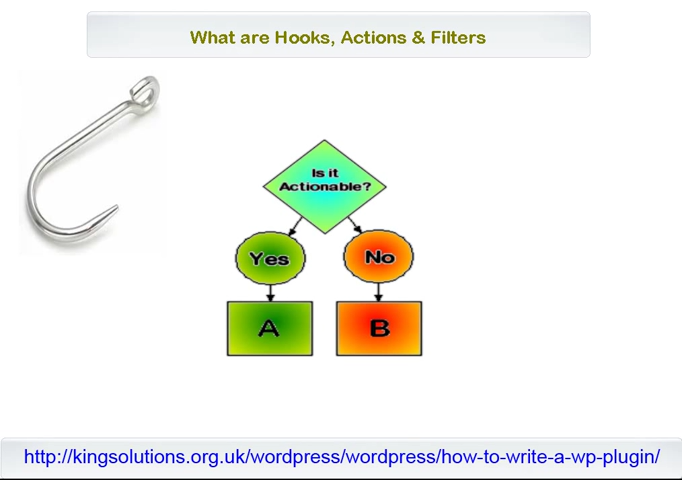 What are Hooks, Actions & Filters
Is it
Actionable?
Yes
No
A
B
http://kingsolutions.org.uk/wordpress/wordpress/how-to-write-a-wp-plugin/